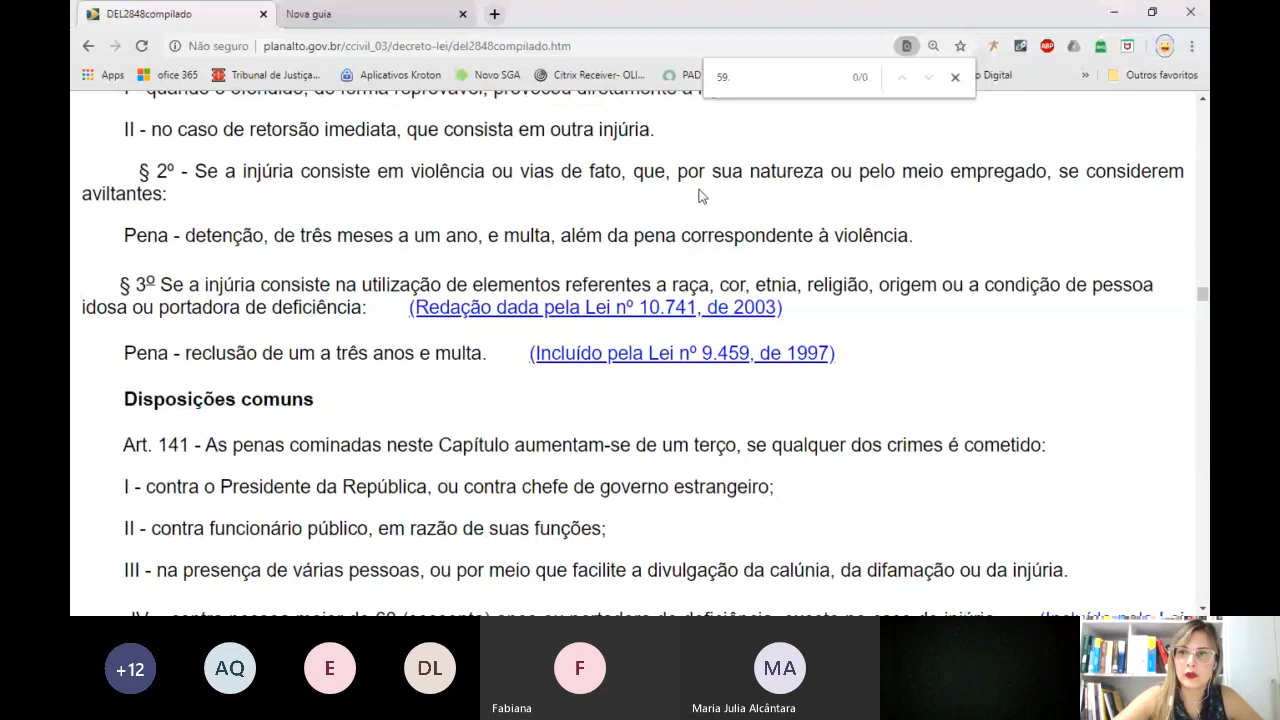 DEL2848compilado
Nova guia
Não seguro
planalto.gov.br/ccivil_03/decreto-lei/del2848compilado.htm
ABP
Apps
office 365
Tribunal de Justiça...
Aplicativos Kroton
Novo SGA
Citrix Receiver- OLI...
PAD
59.
0/0
Digital
»
Outros favoritos
II - no caso de retorsão imediata, que consista em outra injúria.
§ 2º - Se a injúria consiste em violência ou vias de fato, que, por sua natureza ou pelo meio empregado, se considerem
aviltantes:
Pena - detenção, de três meses a um ano, e multa, além da pena correspondente à violência.
§ 3º Se a injúria consiste na utilização de elementos referentes a raça, cor, etnia, religião, origem ou a condição de pessoa
idosa ou portadora de deficiência: (Redação dada pela Lei nº 10.741, de 2003)
Pena - reclusão de um a três anos e multa. (Incluído pela Lei nº 9.459, de 1997)
Disposições comuns
Art. 141 - As penas cominadas neste Capítulo aumentam-se de um terço, se qualquer dos crimes é cometido:
I - contra o Presidente da República, ou contra chefe de governo estrangeiro;
II - contra funcionário público, em razão de suas funções;
III - na presença de várias pessoas, ou por meio que facilite a divulgação da calúnia, da difamação ou da injúria.
+12
AQ
E
DL
F
MA
Fabiana
Maria Julia Alcântara